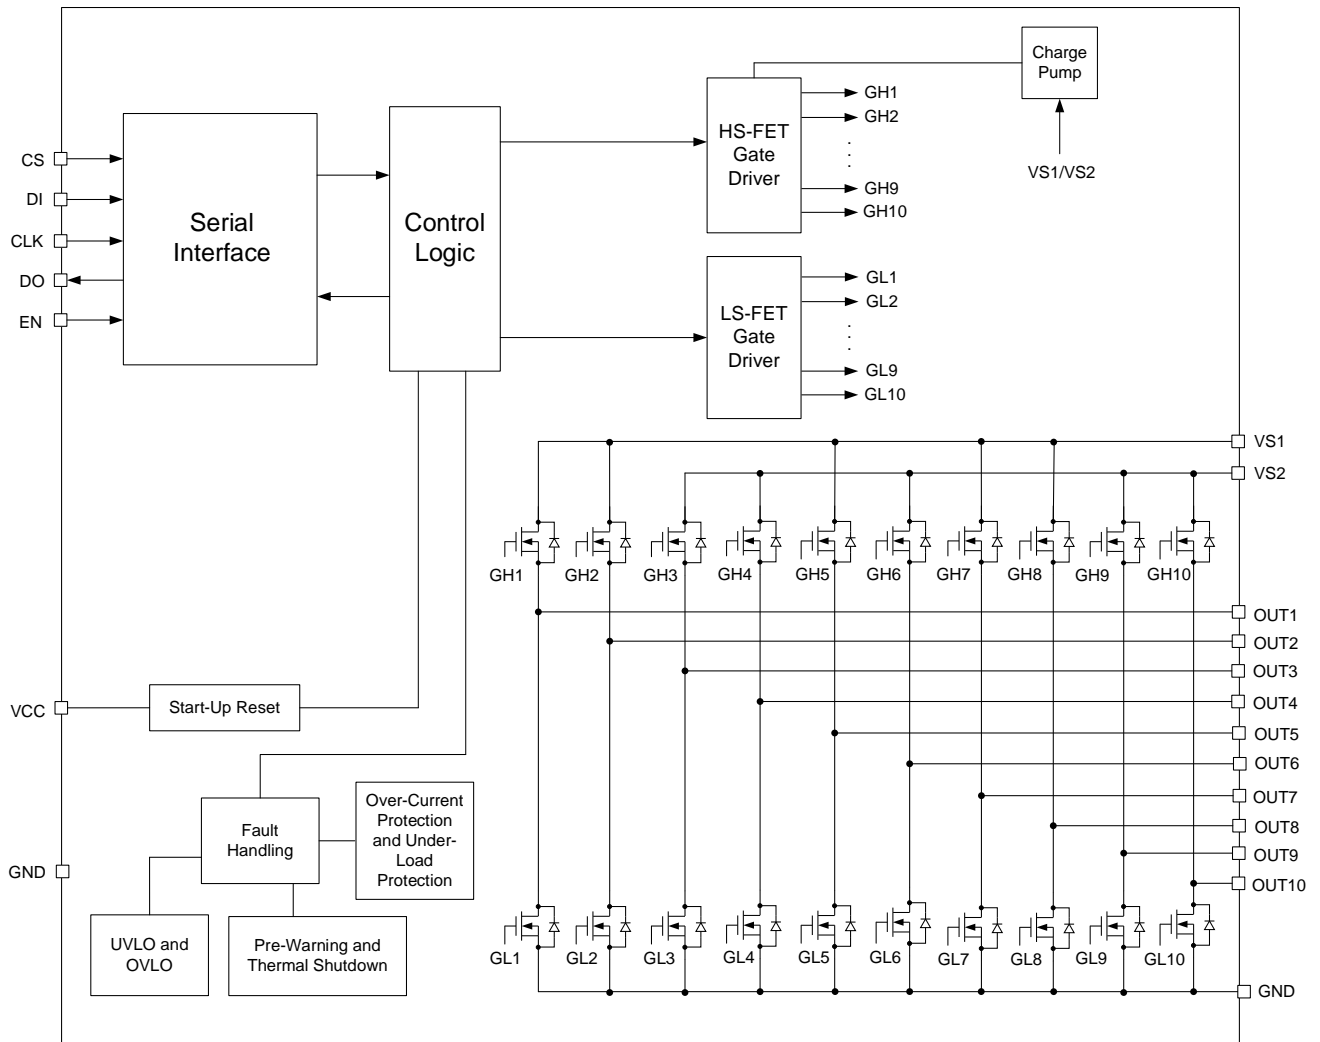 Charge
Pump
VS1/VS2
HS-FET
Gate
Driver
GH1
GH2
GH9
GH10
CS
DI
CLK
DO
EN
Serial
Interface
Control
Logic
LS-FET
Gate
Driver
GL1
GL2
GL9
GL10
VS1
VS2
GH1
GH2
GH3
GH4
GH5
GH6
GH7
GH8
GH9
GH10
OUT1
OUT2
OUT3
OUT4
OUT5
OUT6
OUT7
OUT8
OUT9
OUT10
VCC
Start-Up Reset
Fault
Handling
Over-Current
Protection
and Under-
Load
Protection
GND
UVLO and
OVLO
Pre-Warning and
Thermal Shutdown
GL1
GL2
GL3
GL4
GL5
GL6
GL7
GL8
GL9
GL10
GND